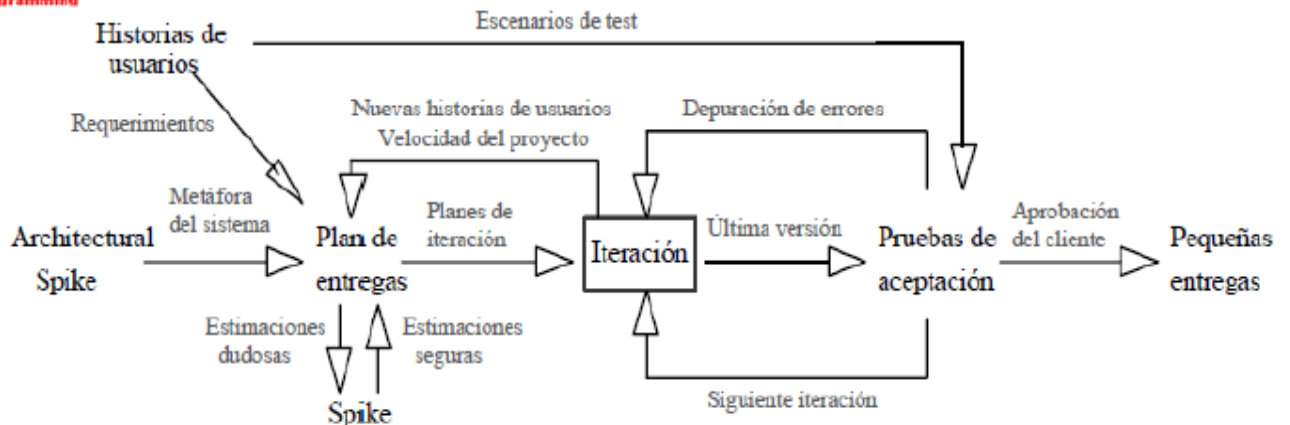 Escenarios de test
Historias de
usuarios
Requerimientos
Nuevas historias de usuarios
Velocidad del proyecto
Depuración de errores
Metáfora
del sistema
Architectural
Spike
Plan de
entregas
Planes de
iteración
Iteración
Última versión
Pruebas de
aceptación
Aprobación
del cliente
Pequeñas
entregas
Estimaciones
dudosas
Estimaciones
seguras
Siguiente iteración
Spike